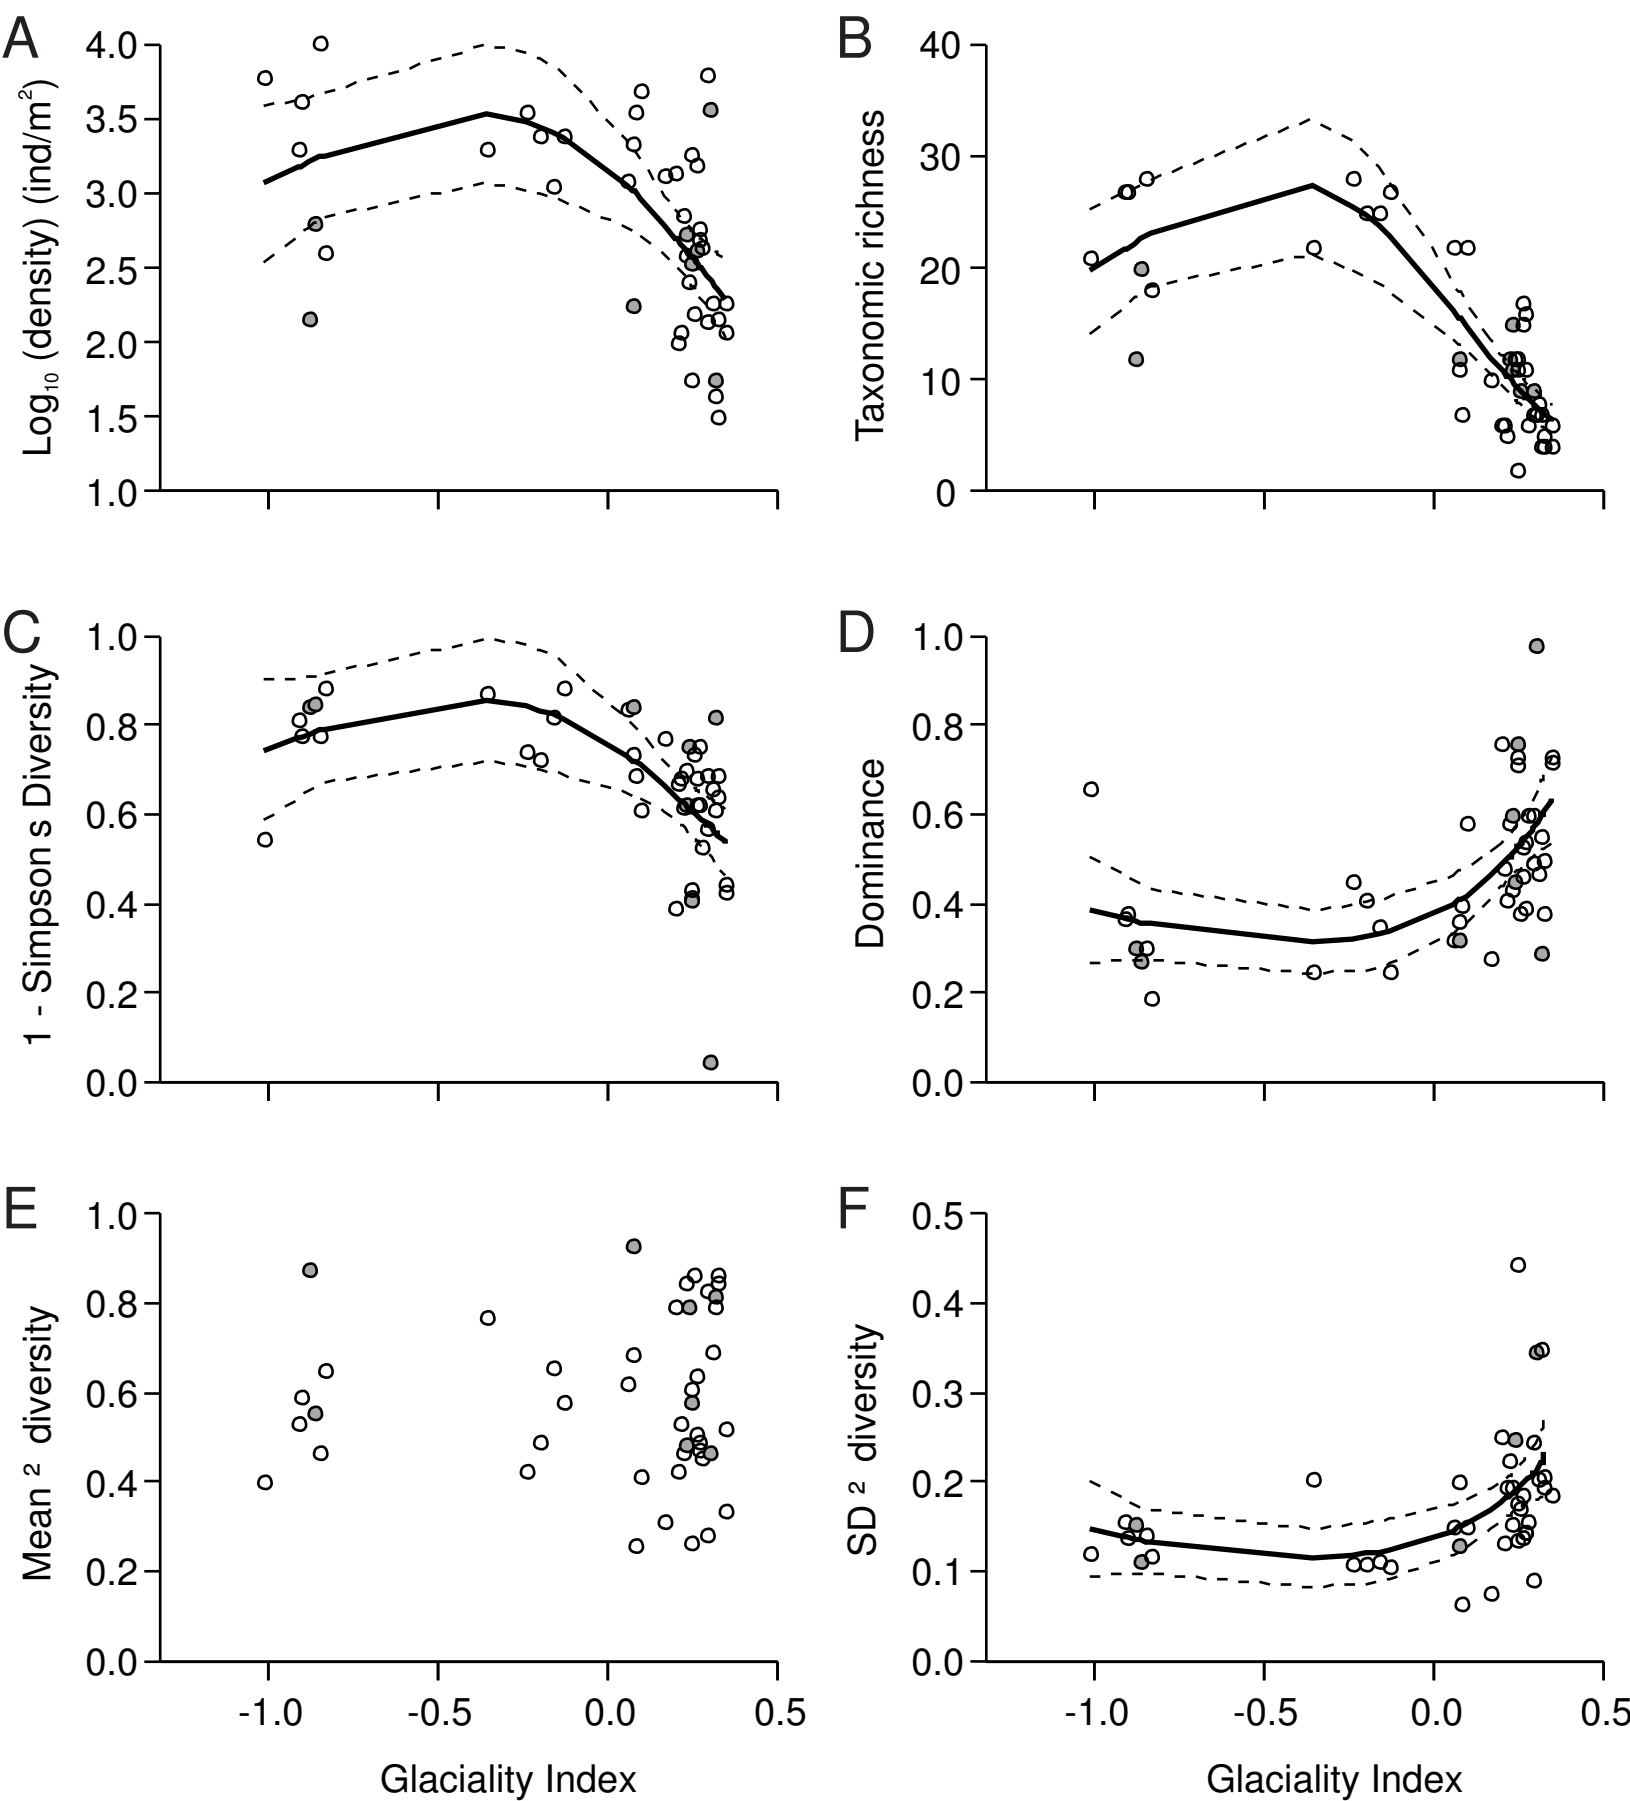 A
B
Log₁₀ (density) (ind/m²)
4.0
3.5
3.0
2.5
2.0
1.5
1.0
Taxonomic richness
40
30
20
10
0
C
D
1 - Simpson s Diversity
1.0
0.8
0.6
0.4
0.2
0.0
Dominance
1.0
0.8
0.6
0.4
0.2
0.0
E
F
Mean ² diversity
1.0
0.8
0.6
0.4
0.2
0.0
SD ² diversity
0.5
0.4
0.3
0.2
0.1
0.0
-1.0 -0.5 0.0 0.5
-1.0 -0.5 0.0 0.5
Glaciality Index
Glaciality Index